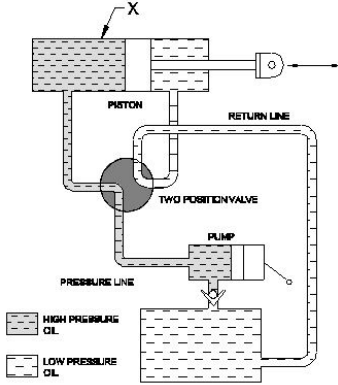 X
PISTON
RETURN LINE
TWO POSITION VALVE
PUMP
PRESSURE LINE
HIGH PRESSURE
OIL
LOW PRESSURE
OIL